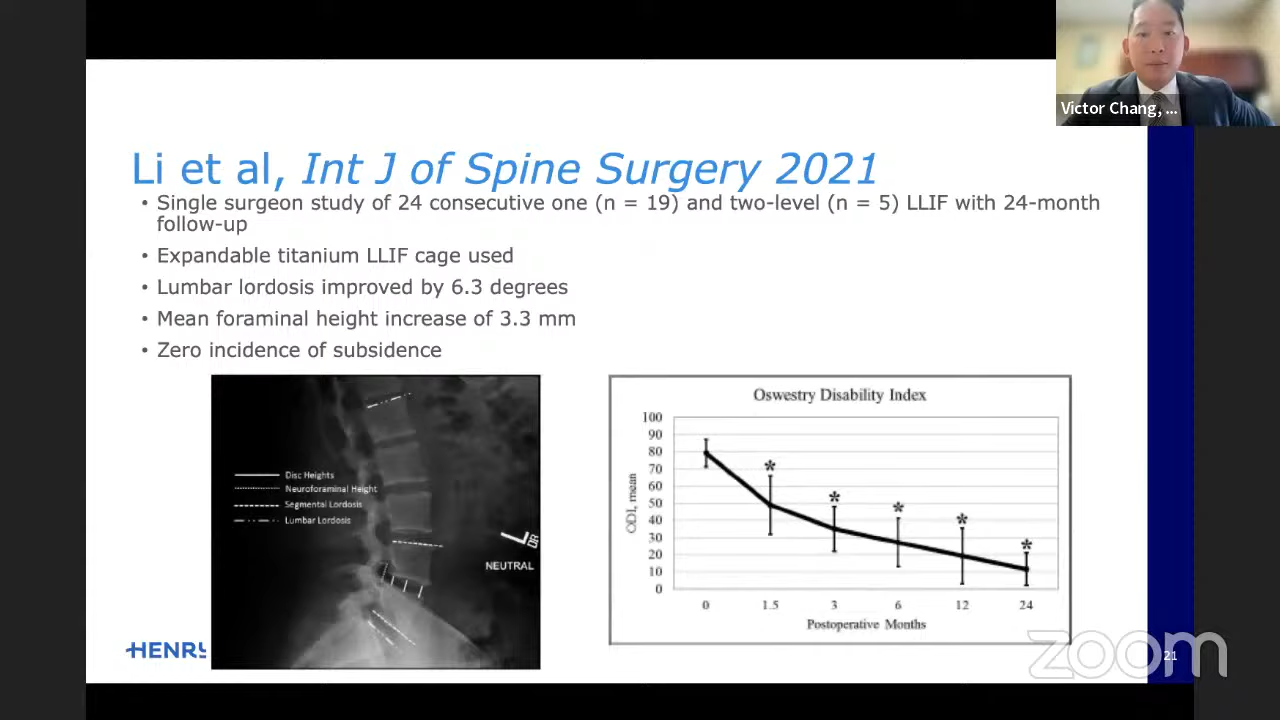 Victor Chang, ...
Li et al, Int J of Spine Surgery 2021
• Single surgeon study of 24 consecutive one (n = 19) and two-level (n = 5) LLIF with 24-month
follow-up
• Expandable titanium LLIF cage used
• Lumbar lordosis improved by 6.3 degrees
• Mean foraminal height increase of 3.3 mm
• Zero incidence of subsidence
Disc Heights
Neuroforaminal Height
Segmental Lordosis
Lumbar Lordosis
NEUTRAL
Oswestry Disability Index
ODI, mean
100
90
80
70
60
50
40
30
20
10
0
* * * * *
0 1.5 3 6 12 24
Postoperative Months
HENRY
zoom
21